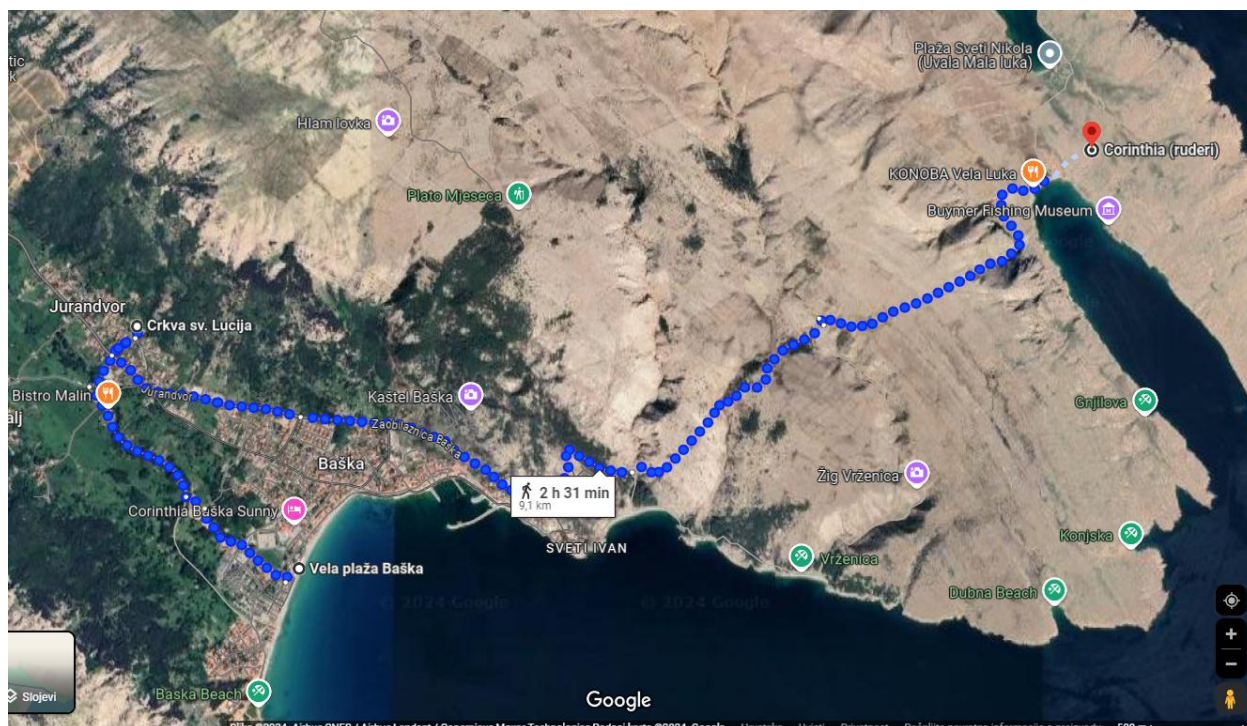 Plaža Sveti Nikola
(Uvala Mala luka)
Hlam lovka
Corinthia (ruderi)
KONOBA Vela Luka
Plato Mjeseca
Buymer Fishing Museum
Jurandvor
Crkva sv. Lucija
Bistro Malin
Jurandvor
Kaštel Baška
Zaobilaznica Baška
Gnjilova
Baška
Žig Vrženica
2 h 31 min
9,1 km
Corinthia Baška Sunny
SVETI IVAN
Konjska
Vrženica
Vela plaža Baška
Dubna Beach
© 2024 Google
© 2024 Google
Slojevi
Baska Beach
Google